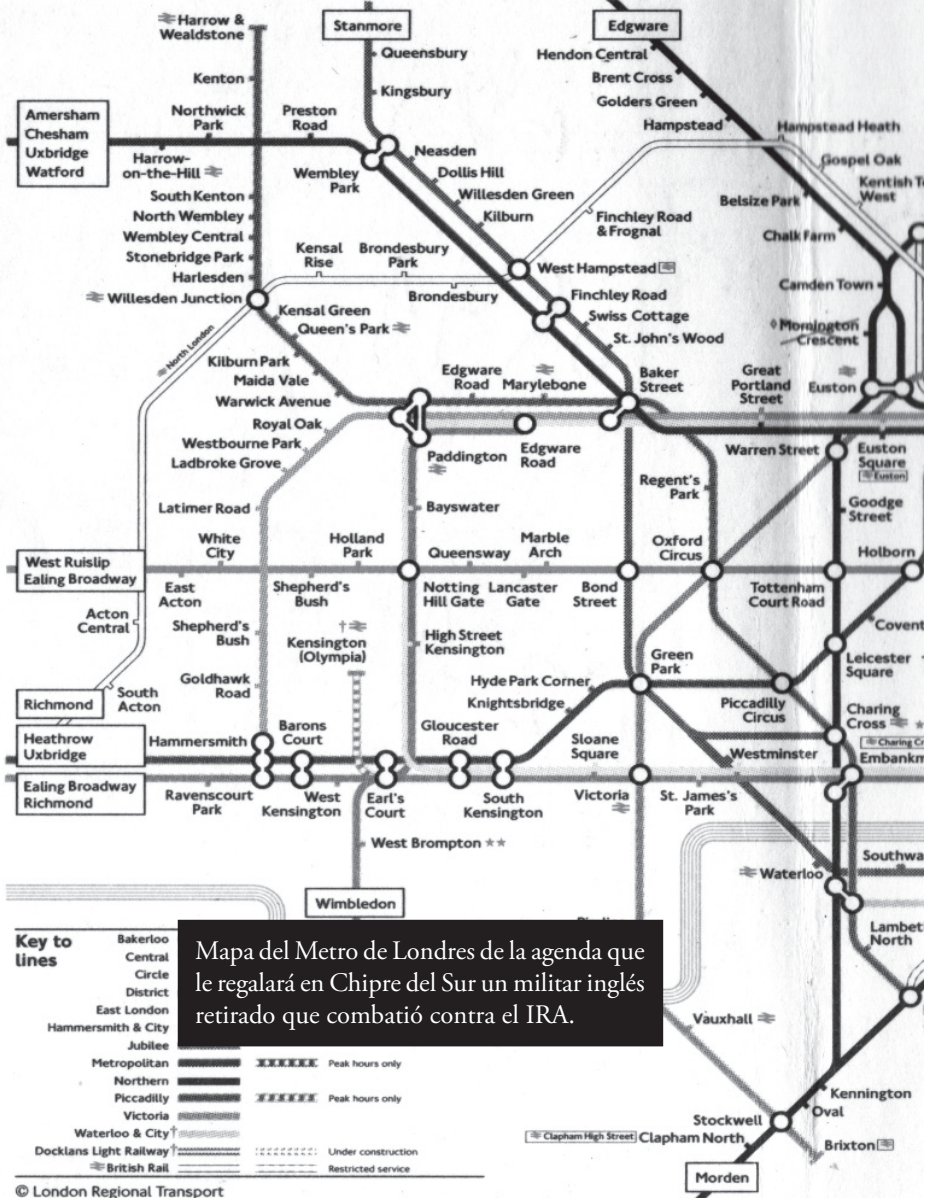 Harrow &
Wealdstone
Stanmore
Edgware
Queensbury
Hendon Central
Kenton
Brent Cross
Kingsbury
Golders Green
Amersham
Chesham
Uxbridge
Watford
Northwick
Park
Preston
Road
Hampstead
Hampstead Heath
Harrow-
on-the-Hill
Wembley
Park
Neasden
Dollis Hill
Gospel Oak
Kentish T
West
South Kenton
Willesden Green
Belsize Park
North Wembley
Kilburn
Finchley Road
& Frognal
Wembley Central
Chalk Farm
Stonebridge Park
Kensal
Rise
Brondesbury
Park
Harlesden
West Hampstead
Camden Town
Willesden Junction
Brondesbury
Finchley Road
Kensal Green
Swiss Cottage
Queen's Park
St. John's Wood
Mornington
Crescent
North London
Kilburn Park
Maida Vale
Edgware
Road
Marylebone
Baker
Street
Great
Portland
Street
Euston
Warwick Avenue
Royal Oak
Westbourne Park
Paddington
Edgware
Road
Warren Street
Euston
Square
Euston
Ladbroke Grove
Regent's
Park
Latimer Road
Bayswater
Goodge
Street
White
City
Holland
Park
Queensway
Marble
Arch
Oxford
Circus
Holborn
West Ruislip
Ealing Broadway
East
Acton
Shepherd's
Bush
Notting
Hill Gate
Lancaster
Gate
Bond
Street
Tottenham
Court Road
Acton
Central
Shepherd's
Bush
Kensington
(Olympia)
High Street
Kensington
Covent
Green
Park
Leicester
Square
Goldhawk
Road
Hyde Park Corner
Richmond
South
Acton
Knightsbridge
Piccadilly
Circus
Charing
Cross
Charing Cr
Heathrow
Uxbridge
Hammersmith
Barons
Court
Gloucester
Road
Sloane
Square
Westminster
Embankm
Ealing Broadway
Richmond
Ravenscourt
Park
West
Kensington
Earl's
Court
South
Kensington
Victoria
St. James's
Park
West Brompton **
Waterloo
Southwa
Wimbledon
Lambet
North
Key to
lines
Mapa del Metro de Londres de la agenda que
le regalará en Chipre del Sur un militar inglés
retirado que combatió contra el IRA.
Bakerloo
Central
Circle
District
East London
Hammersmith & City
Jubilee
Metropolitan
Peak hours only
Northern
Piccadilly
Peak hours only
Victoria
Waterloo & City†
Docklans Light Railway†
Under construction
British Rail
Restricted service
Vauxhall
Kennington
Oval
Stockwell
Clapham High Street
Clapham North
Brixton
Morden
© London Regional Transport